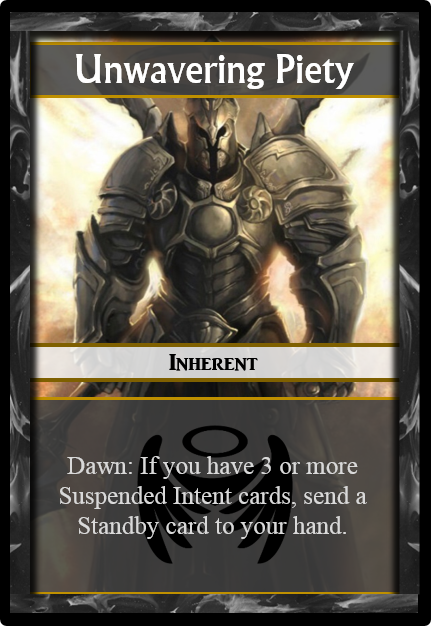 Unwavering Piety
Inherent
Dawn: If you have 3 or more
Suspended Intent cards, send a
Standby card to your hand.